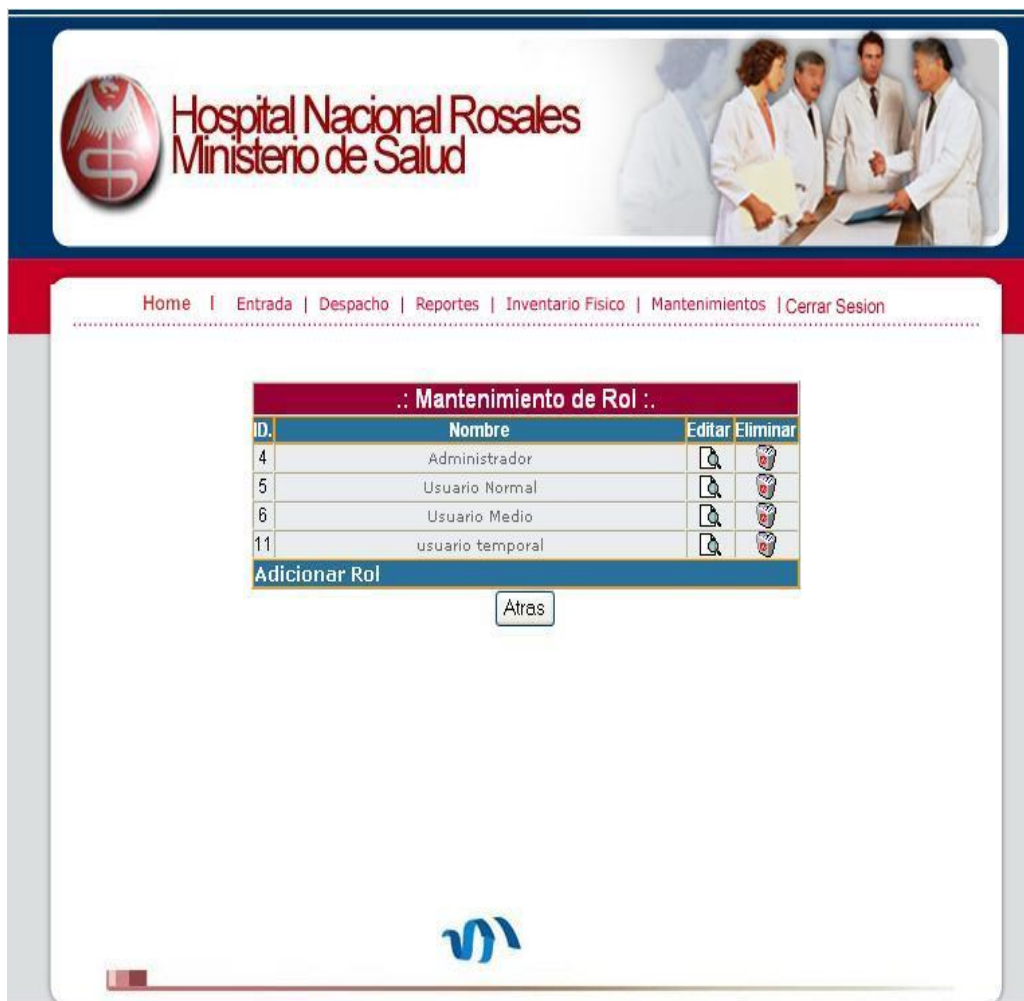 Hospital Nacional Rosales
Ministerio de Salud
Home | Entrada | Despacho | Reportes | Inventario Fisico | Mantenimientos | Cerrar Sesion
.: Mantenimiento de Rol :.
ID. Nombre Editar Eliminar
4 Administrador
5 Usuario Normal
6 Usuario Medio
11 usuario temporal
Adicionar Rol
Atras